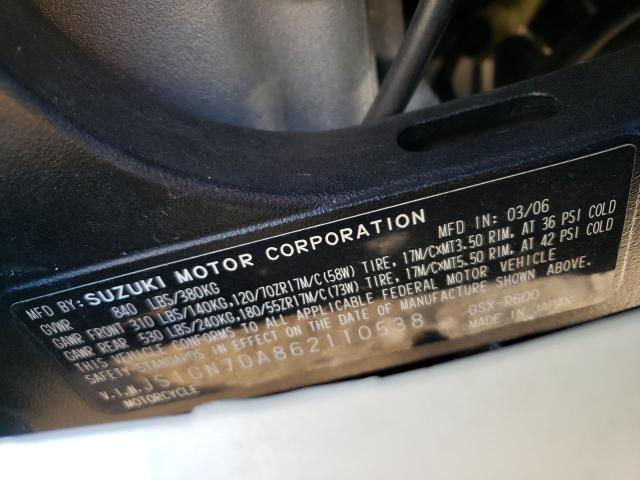 MFD BY: SUZUKI MOTOR CORPORATION MFD IN: 03/06
GVWR 840 LBS/380KG
GAWR FRONT 310 LBS/140KG, 120/70ZR17M/C(58W) TIRE, 17M/CxMT3.50 RIM. AT 36 PSI COLD
GAWR REAR 530 LBS/240KG, 180/55ZR17M/C(73W) TIRE, 17M/CxMT5.50 RIM. AT 42 PSI COLD
THIS VEHICLE CONFORMS TO ALL APPLICABLE FEDERAL MOTOR VEHICLE
SAFETY STANDARDS IN EFFECT ON THE DATE OF MANUFACTURE SHOWN ABOVE.
V.I.N. JS1GN7DA8621T0538 GSX-R600
MOTORCYCLE MADE IN JAPAN